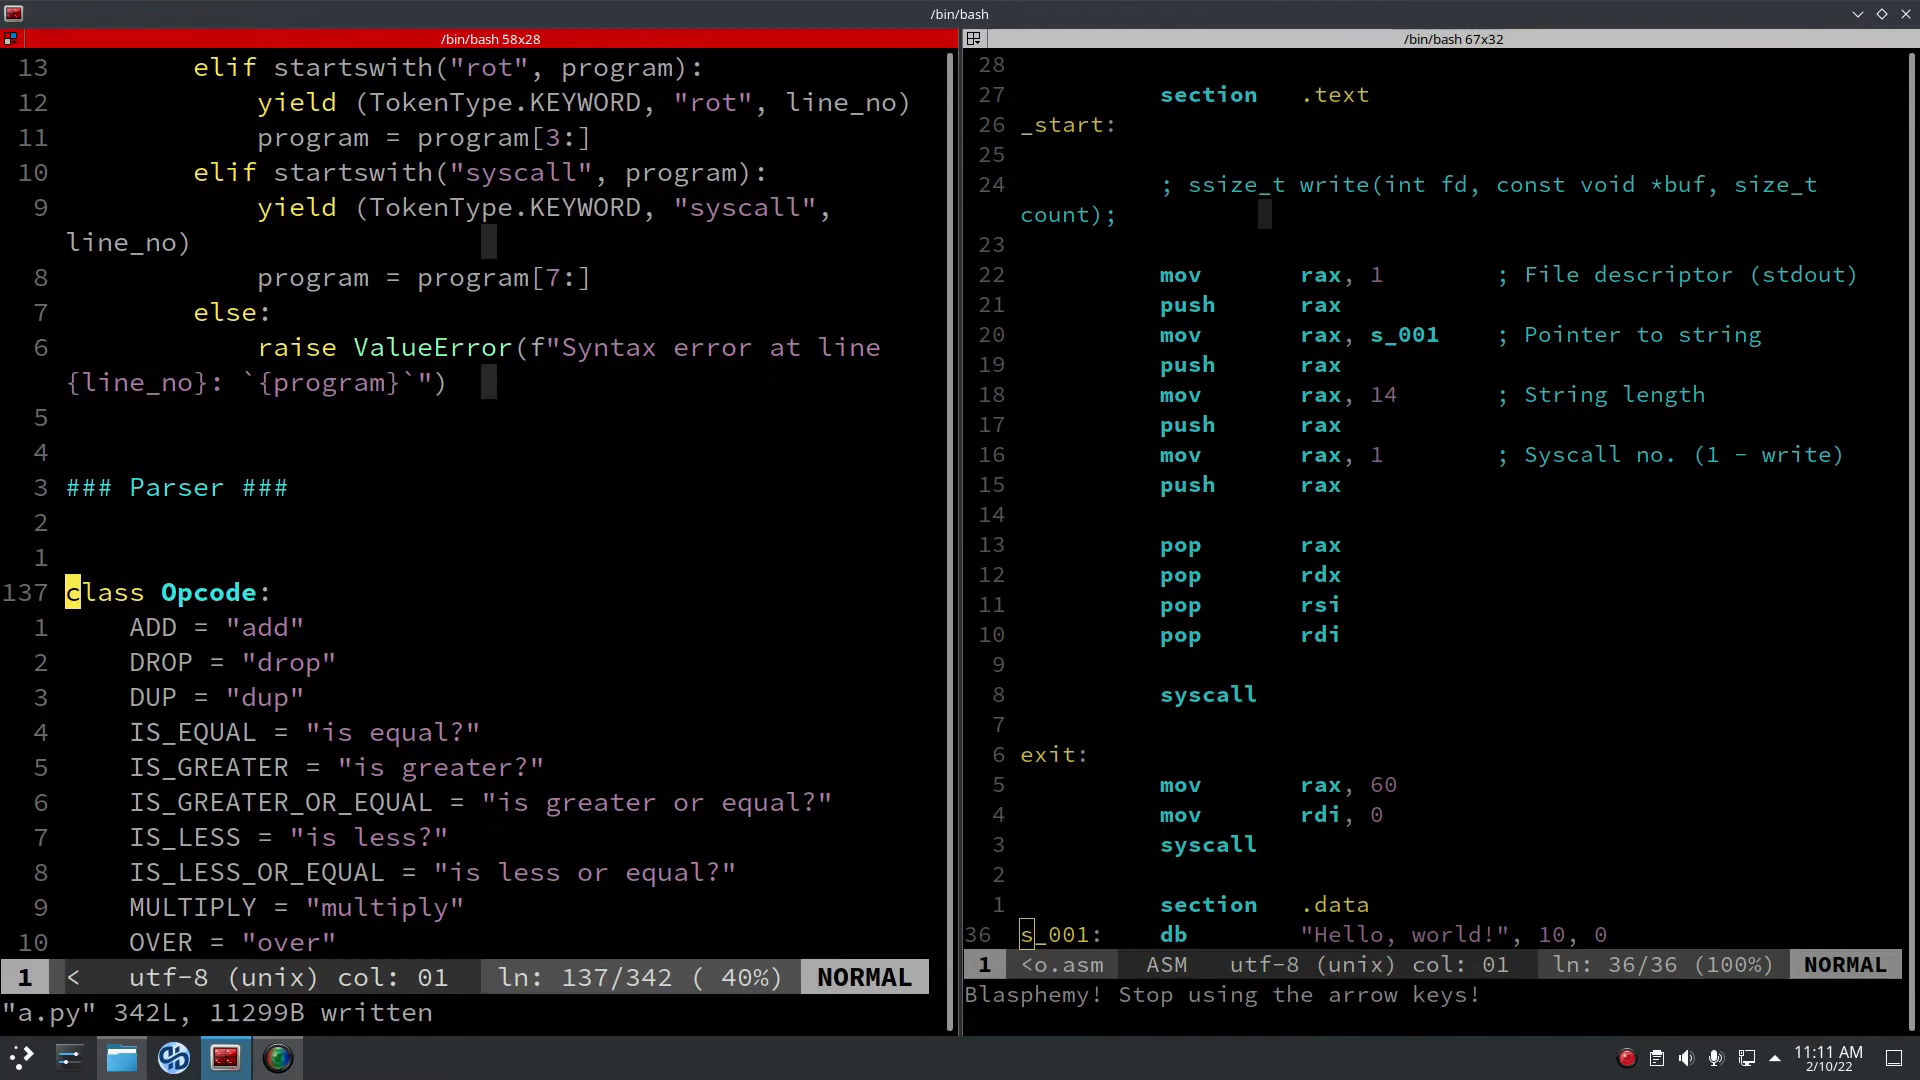 /bin/bash
/bin/bash 58x28
13 elif startswith("rot", program):
12 yield (TokenType.KEYWORD, "rot", line_no)
11 program = program[3:]
10 elif startswith("syscall", program):
9 yield (TokenType.KEYWORD, "syscall",
line_no)
8 program = program[7:]
7 else:
6 raise ValueError(f"Syntax error at line
{line_no}: `{program}`")
5
4
3 ### Parser ###
2
1
137 class Opcode:
1 ADD = "add"
2 DROP = "drop"
3 DUP = "dup"
4 IS_EQUAL = "is equal?"
5 IS_GREATER = "is greater?"
6 IS_GREATER_OR_EQUAL = "is greater or equal?"
7 IS_LESS = "is less?"
8 IS_LESS_OR_EQUAL = "is less or equal?"
9 MULTIPLY = "multiply"
10 OVER = "over"
1 < utf-8 (unix) col: 01 ln: 137/342 ( 40%) NORMAL
"a.py" 342L, 11299B written
/bin/bash 67x32
28
27 section .text
26 _start:
25
24 ; ssize_t write(int fd, const void *buf, size_t
count);
23
22 mov rax, 1 ; File descriptor (stdout)
21 push rax
20 mov rax, s_001 ; Pointer to string
19 push rax
18 mov rax, 14 ; String length
17 push rax
16 mov rax, 1 ; Syscall no. (1 - write)
15 push rax
14
13 pop rax
12 pop rdx
11 pop rsi
10 pop rdi
9
8 syscall
7
6 exit:
5 mov rax, 60
4 mov rdi, 0
3 syscall
2
1 section .data
36 s_001: db "Hello, world!", 10, 0
1 <o.asm ASM utf-8 (unix) col: 01 ln: 36/36 (100%) NORMAL
Blasphemy! Stop using the arrow keys!
11:11 AM
2/10/22